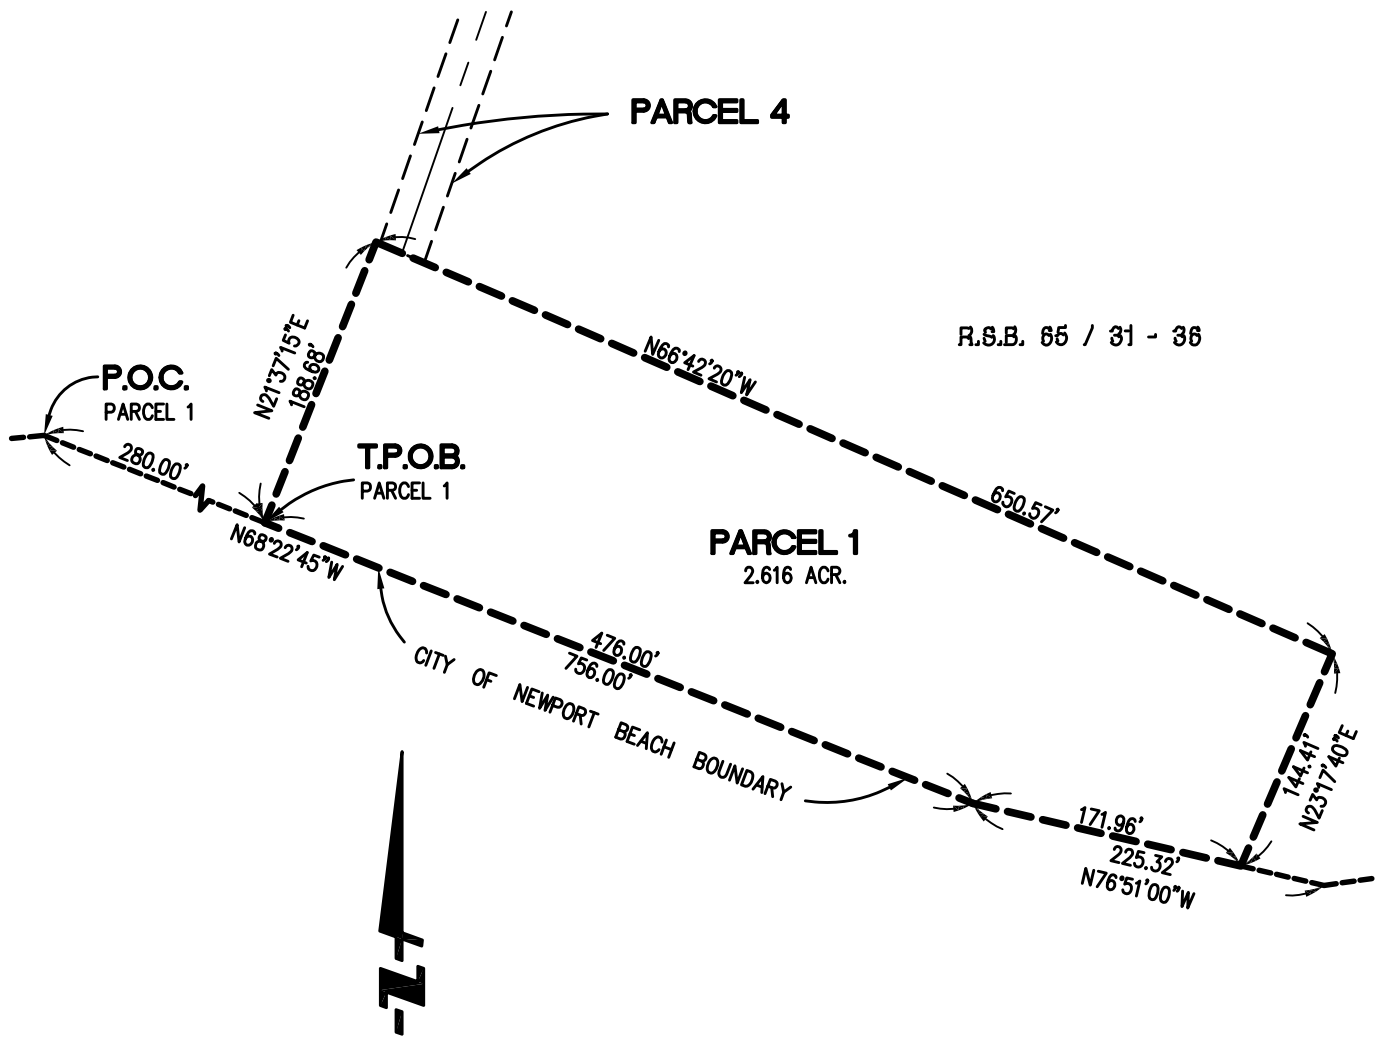 PARCEL 4
R.S.B. 65 / 31 - 36
N21°37'15"E
188.68'
N66°42'20"W
650.57'
P.O.C.
PARCEL 1
280.00'
T.P.O.B.
PARCEL 1
N68°22'45"W
PARCEL 1
2.616 ACR.
476.00'
756.00'
CITY OF NEWPORT BEACH BOUNDARY
144.41'
N23°17'40"E
171.96'
225.32'
N76°51'00"W
N